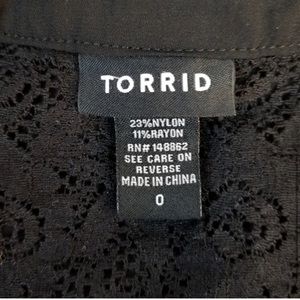 TORRID
23%NYLON
11%RAYON
RN# 148862
SEE CARE ON
REVERSE
MADE IN CHINA
0